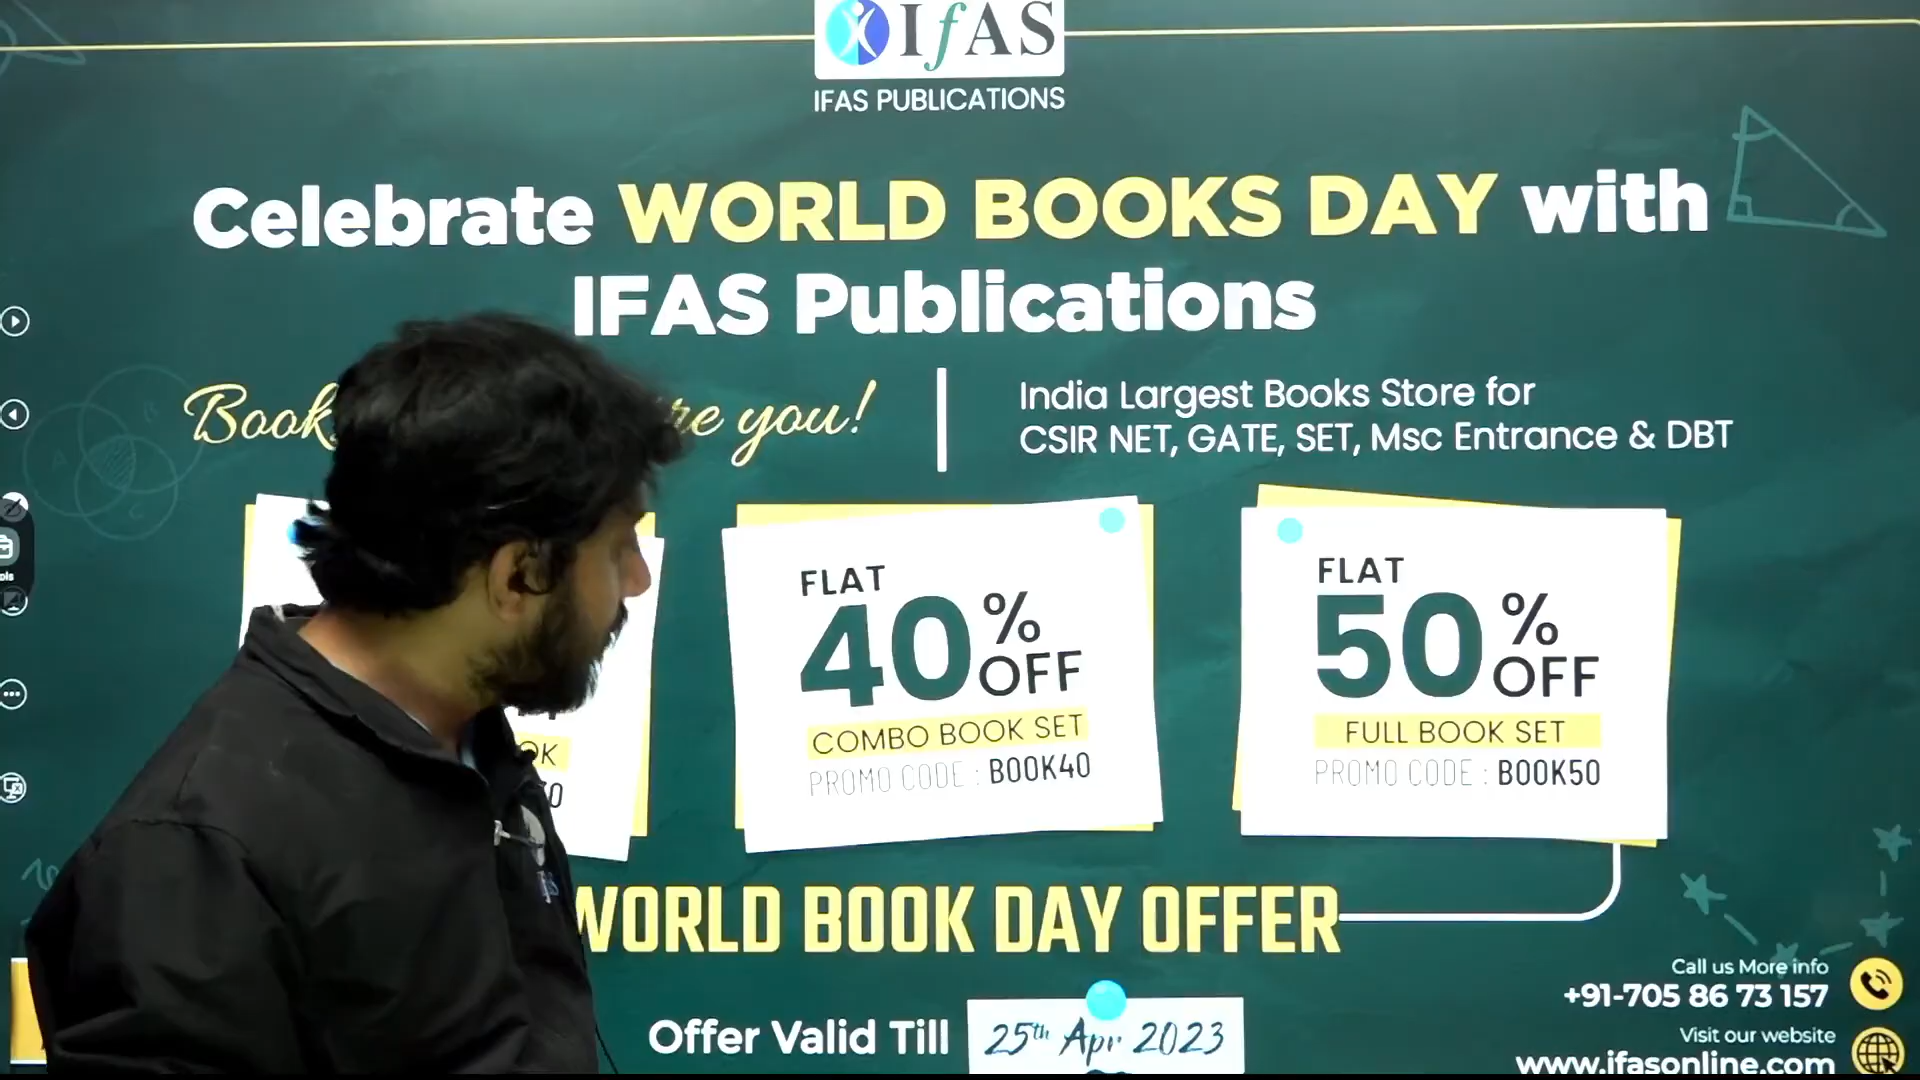 IfAS
IFAS PUBLICATIONS
Celebrate WORLD BOOKS DAY with
IFAS Publications
you!
India Largest Books Store for
CSIR NET, GATE, SET, Msc Entrance & DBT
FLAT
40% OFF
COMBO BOOK SET
PROMO CODE : BOOK40
FLAT
50% OFF
FULL BOOK SET
PROMO CODE : BOOK50
WORLD BOOK DAY OFFER
Offer Valid Till 25th Apr 2023
Call us More info
+91-705 86 73 157
Visit our website
www.ifasonline.com